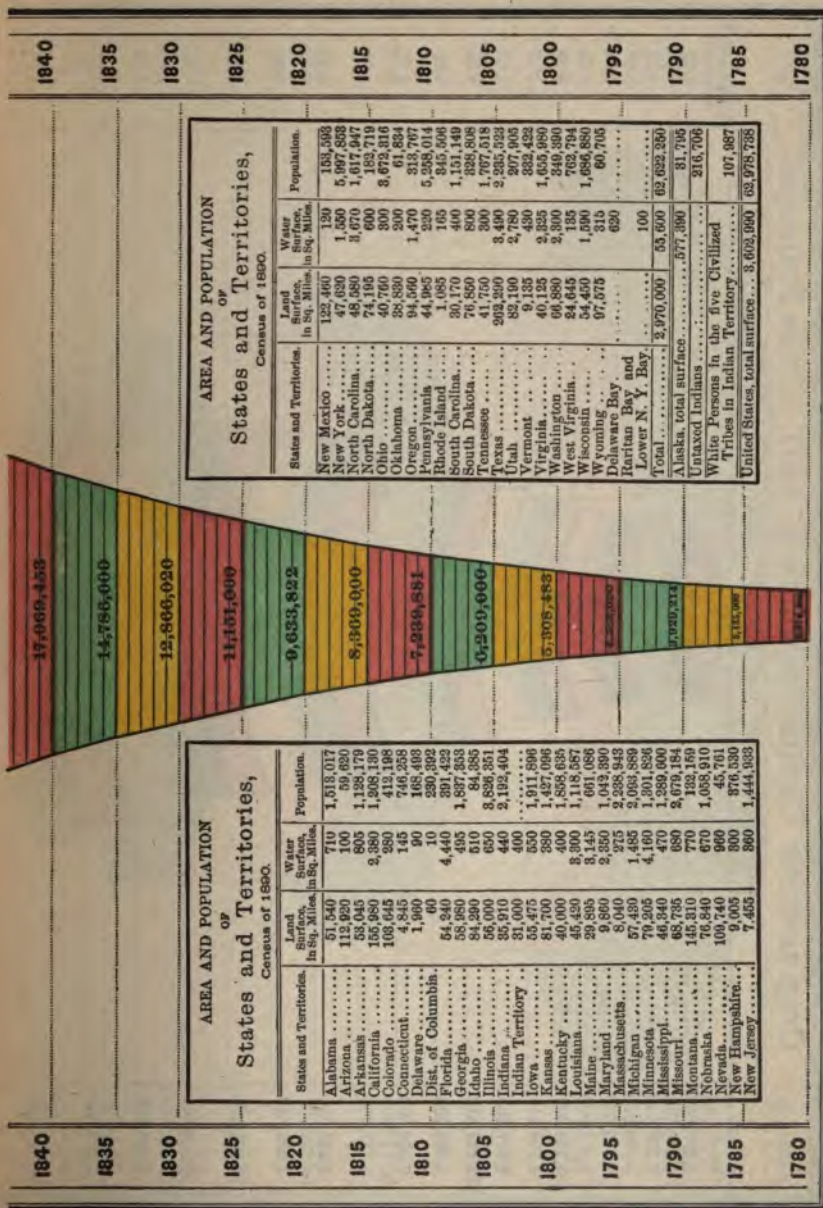 1840
1835
1830
1825
1820
1815
1810
1805
1800
1795
1790
1785
1780
AREA AND POPULATION
OF
States and Territories,
Census of 1890.
States and Territories. Land Surface, in Sq. Miles. Water Surface, in Sq. Miles. Population.
Alabama 51,540 710 1,513,017
Arizona 112,920 100 59,620
Arkansas 53,045 805 1,128,179
California 155,980 2,380 1,208,130
Colorado 103,645 280 412,198
Connecticut 4,845 145 746,258
Delaware 1,960 90 168,493
Dist. of Columbia. 60 10 230,392
Florida 54,240 4,440 391,422
Georgia 58,980 495 1,837,353
Idaho 84,290 510 84,385
Illinois 56,000 650 3,826,351
Indiana 35,910 440 2,192,404
Indian Territory 31,000 400
Iowa 55,475 550 1,911,896
Kansas 81,700 380 1,427,096
Kentucky 40,000 400 1,858,635
Louisiana 45,420 3,300 1,118,587
Maine 29,895 3,145 661,086
Maryland 9,860 2,350 1,042,390
Massachusetts 8,040 275 2,238,943
Michigan 57,430 1,485 2,093,889
Minnesota 79,205 4,160 1,301,826
Mississippi 46,340 470 1,289,600
Missouri 68,735 680 2,679,184
Montana 145,310 770 132,159
Nebraska 76,840 670 1,058,910
Nevada 109,740 960 45,761
New Hampshire 9,005 300 376,530
New Jersey 7,455 360 1,444,933
17,069,453
14,786,000
12,866,020
11,151,000
9,633,822
8,369,000
7,239,881
6,209,000
5,308,483
3,929,214
AREA AND POPULATION
OF
States and Territories,
Census of 1890.
States and Territories. Land Surface, in Sq. Miles. Water Surface, in Sq. Miles. Population.
New Mexico 122,460 120 153,593
New York 47,620 1,550 5,997,853
North Carolina 48,580 3,670 1,617,947
North Dakota 74,195 600 182,719
Ohio 40,760 300 3,672,316
Oklahoma 38,830 200 61,834
Oregon 94,560 1,470 313,767
Pennsylvania 44,985 230 5,258,014
Rhode Island 1,085 165 345,506
South Carolina 30,170 400 1,151,149
South Dakota 76,850 800 328,808
Tennessee 41,750 300 1,767,518
Texas 262,290 3,490 2,235,523
Utah 82,190 2,780 207,905
Vermont 9,135 430 332,422
Virginia 40,125 2,325 1,655,980
Washington 66,880 2,300 349,390
West Virginia 24,645 135 762,794
Wisconsin 54,450 1,590 1,686,880
Wyoming 97,575 315 60,705
Delaware Bay 620
Raritan Bay and
Lower N. Y. Bay. 100
Total 2,970,000 55,600 62,622,250
Alaska, total surface 577,390 31,795
Untaxed Indians 216,706
White Persons in the five Civilized
Tribes in Indian Territory 107,987
United States, total surface 3,602,990 62,978,738
1840
1835
1830
1825
1820
1815
1810
1805
1800
1795
1790
1785
1780